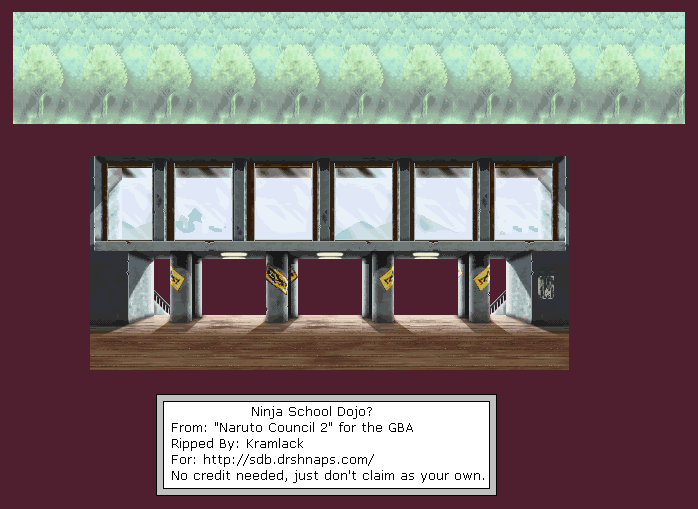 Ninja School Dojo?
From: "Naruto Council 2" for the GBA
Ripped By: Kramlack
For: http://sdb.drshnaps.com/
No credit needed, just don't claim as your own.